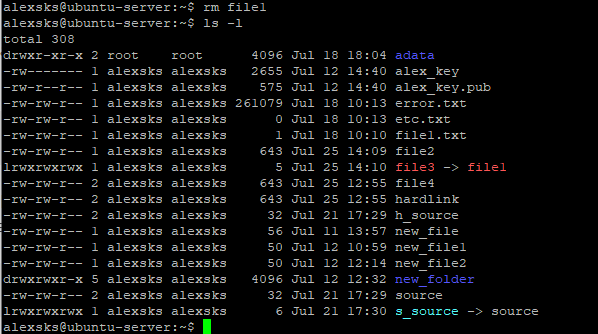 alexsks@ubuntu-server:~$ rm file1
alexsks@ubuntu-server:~$ ls -l
total 308
drwxr-xr-x 2 root    root      4096 Jul 18 18:04 adata
-rw------- 1 alexsks alexsks   2655 Jul 12 14:40 alex_key
-rw-r--r-- 1 alexsks alexsks    575 Jul 12 14:40 alex_key.pub
-rw-rw-r-- 1 alexsks alexsks 261079 Jul 18 10:13 error.txt
-rw-rw-r-- 1 alexsks alexsks      0 Jul 18 10:13 etc.txt
-rw-rw-r-- 1 alexsks alexsks      1 Jul 18 10:10 file1.txt
-rw-rw-r-- 1 alexsks alexsks    643 Jul 25 14:09 file2
lrwxrwxrwx 1 alexsks alexsks      5 Jul 25 14:10 file3 -> file1
-rw-rw-r-- 2 alexsks alexsks    643 Jul 25 12:55 file4
-rw-rw-r-- 2 alexsks alexsks    643 Jul 25 12:55 hardlink
-rw-rw-r-- 2 alexsks alexsks     32 Jul 21 17:29 h_source
-rw-rw-r-- 1 alexsks alexsks     56 Jul 11 13:57 new_file
-rw-rw-r-- 1 alexsks alexsks     50 Jul 12 10:59 new_file1
-rw-rw-r-- 1 alexsks alexsks     50 Jul 12 12:14 new_file2
drwxrwxr-x 5 alexsks alexsks   4096 Jul 12 12:32 new_folder
-rw-rw-r-- 2 alexsks alexsks     32 Jul 21 17:29 source
lrwxrwxrwx 1 alexsks alexsks      6 Jul 21 17:30 s_source -> source
alexsks@ubuntu-server:~$